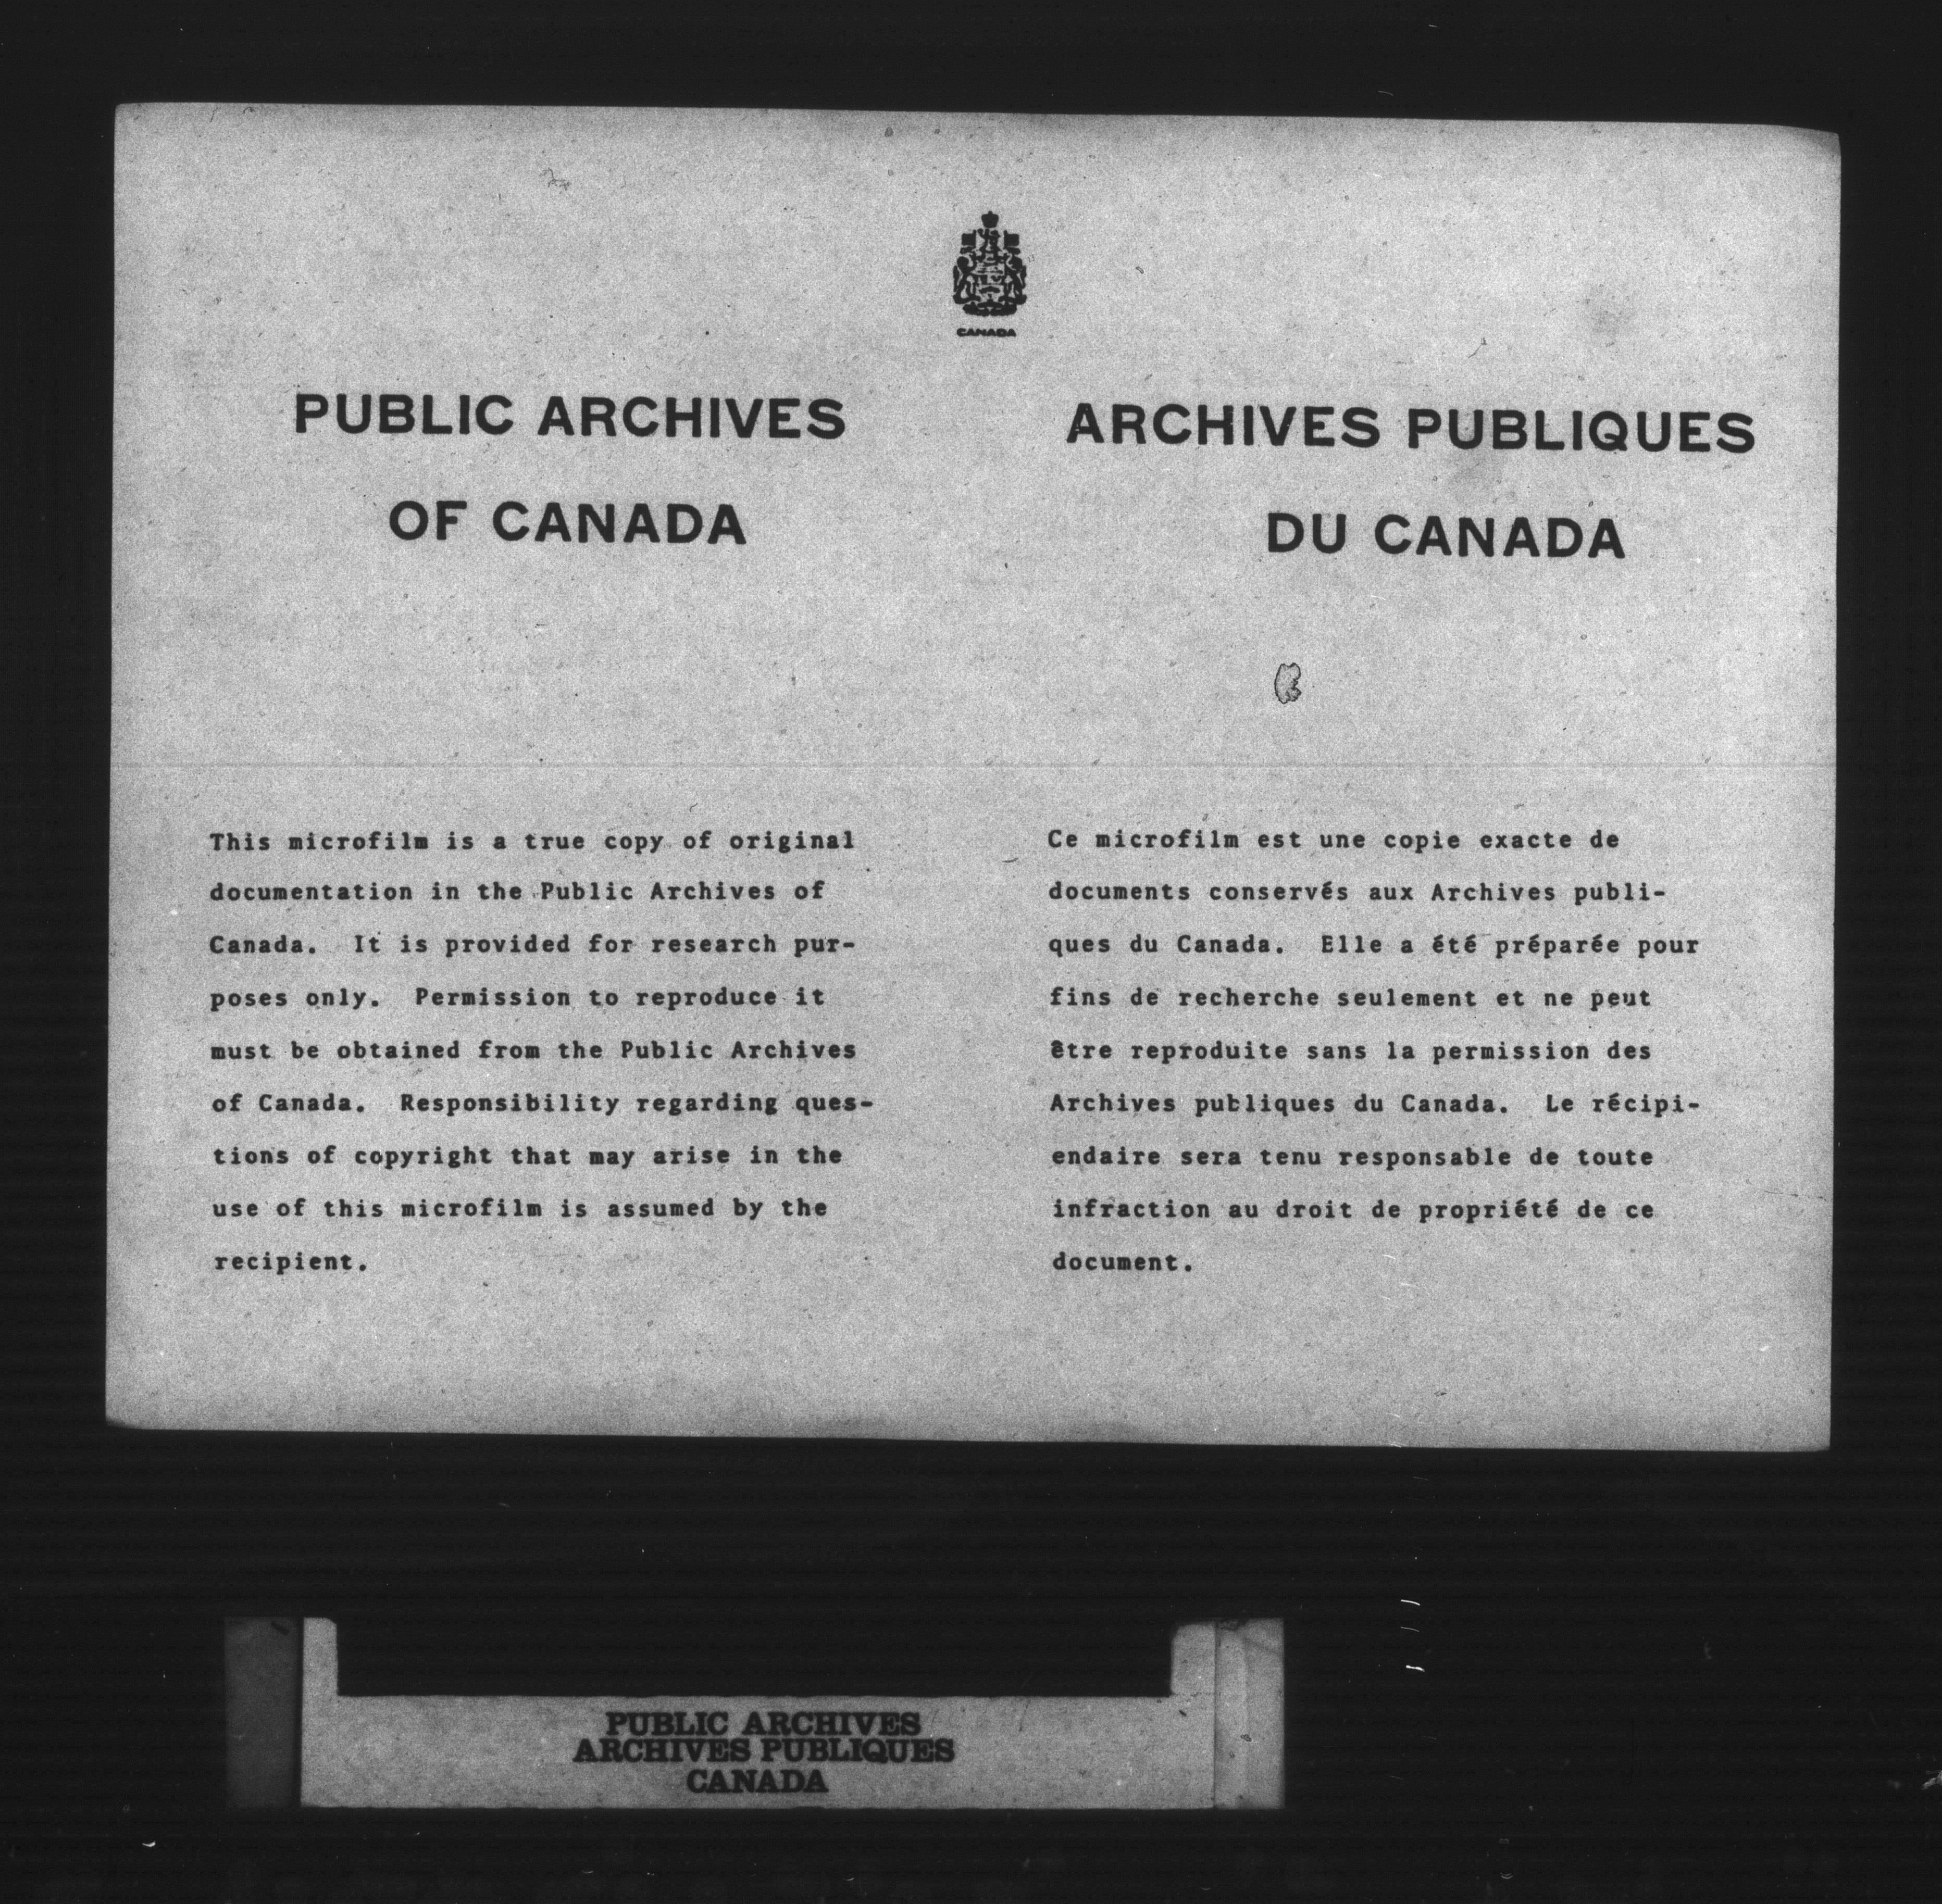 CANADA
PUBLIC ARCHIVES
OF CANADA
This microfilm is a true copy of original
documentation in the Public Archives of
Canada. It is provided for research pur-
poses only. Permission to reproduce it
must be obtained from the Public Archives
of Canada. Responsibility regarding ques-
tions of copyright that may arise in the
use of this microfilm is assumed by the
recipient.
ARCHIVES PUBLIQUES
DU CANADA
Ce microfilm est une copie exacte de
documents conservés aux Archives publi-
ques du Canada. Elle a été préparée pour
fins de recherche seulement et ne peut
être reproduite sans la permission des
Archives publiques du Canada. Le récipi-
endaire sera tenu responsable de toute
infraction au droit de propriété de ce
document.
PUBLIC ARCHIVES
ARCHIVES PUBLIQUES
CANADA